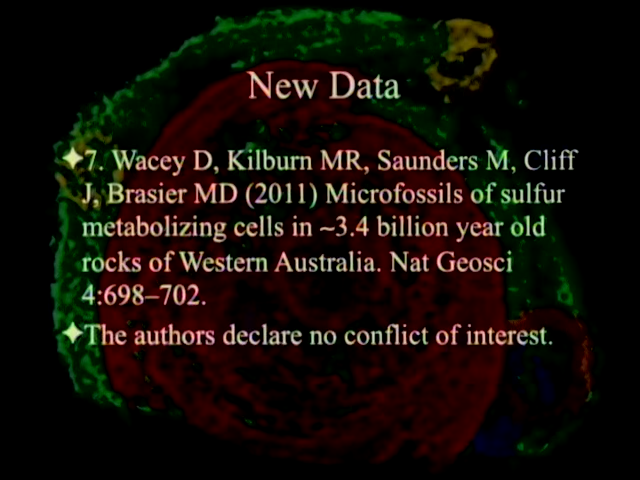 New Data
7. Wacey D, Kilburn MR, Saunders M, Cliff
J, Brasier MD (2011) Microfossils of sulfur
metabolizing cells in ~3.4 billion year old
rocks of Western Australia. Nat Geosci
4:698–702.
The authors declare no conflict of interest.